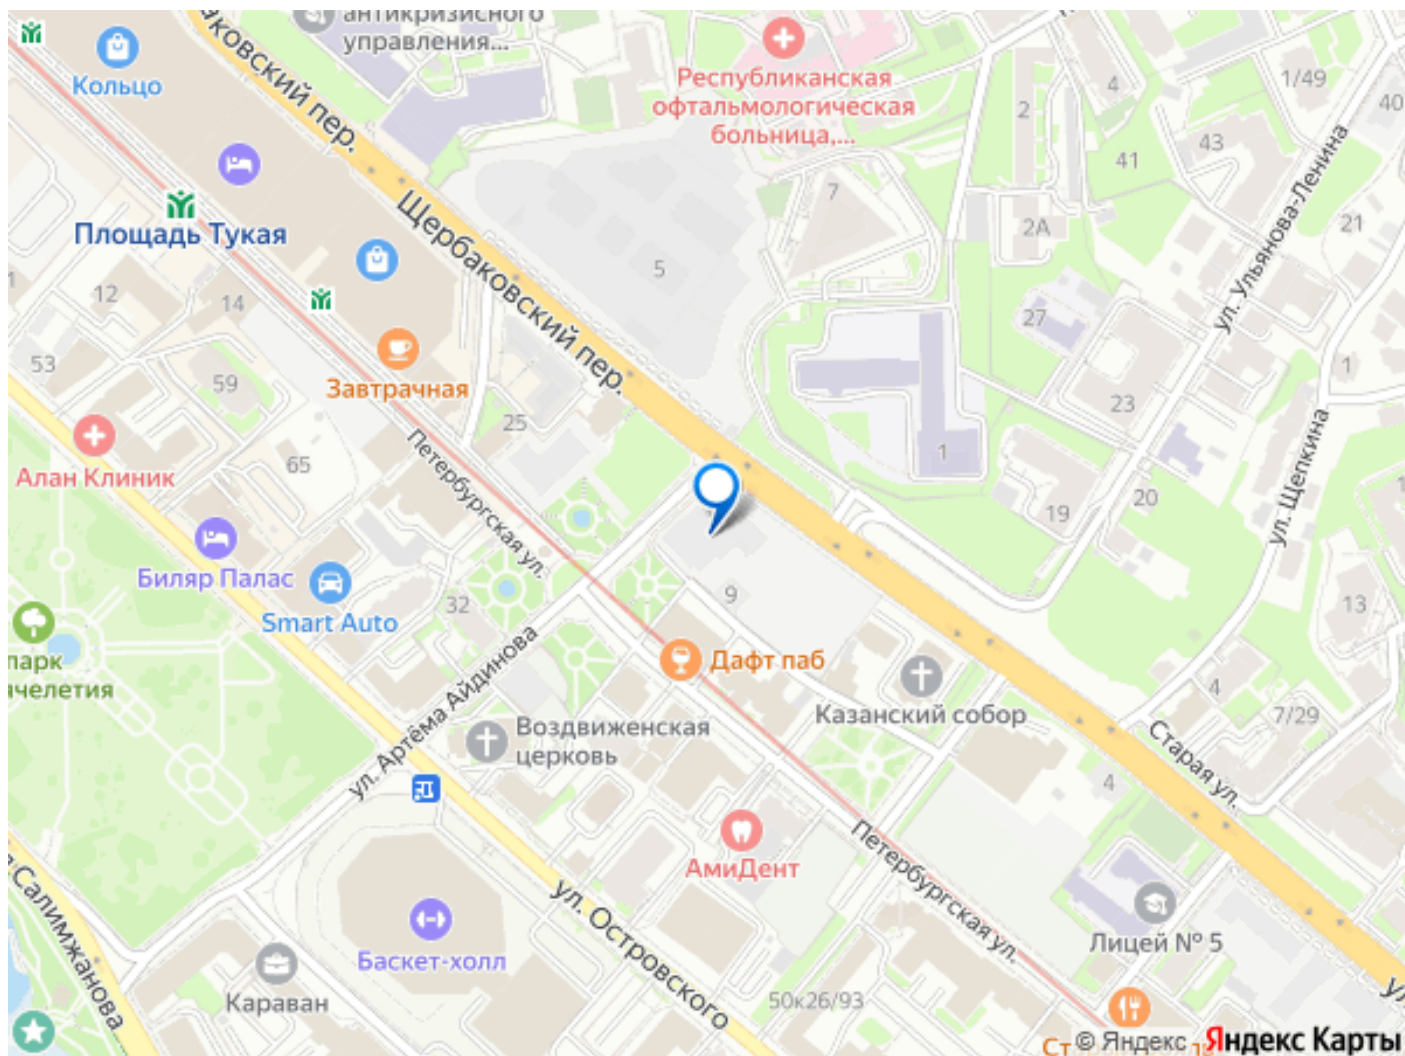 антикризисного
управления...
Кольцо
Республиканская
офтальмологическая
больница,...
1/49
4
2
40
43
41
аковский пер.
7
2А
21
Площадь Тукая
Щербаковский пер.
ул. Ульянова-Ленина
5
12
14
27
53
59
Завтрачная
1
23
25
Алан Клиник
65
1
ул. Щепкина
20
19
Петербургская ул.
Биляр Палас
Smart Auto
32
9
13
парк
ячелетия
ул. Артёма Айдинова
Дафт паб
Казанский собор
4
7/29
Воздвиженская
церковь
Старая ул.
4
АмиДент
Петербургская ул.
Салимжанова
ул. Островского
Лицей № 5
Баскет-холл
Караван
50к26/93
Ст
© Яндекс
Яндекс Карты